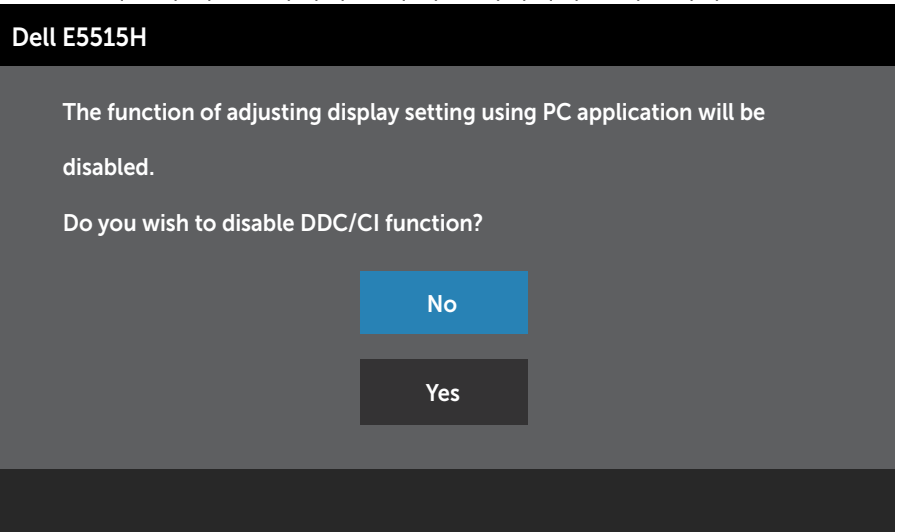 Dell E5515H
The function of adjusting display setting using PC application will be
disabled.
Do you wish to disable DDC/CI function?
No
Yes